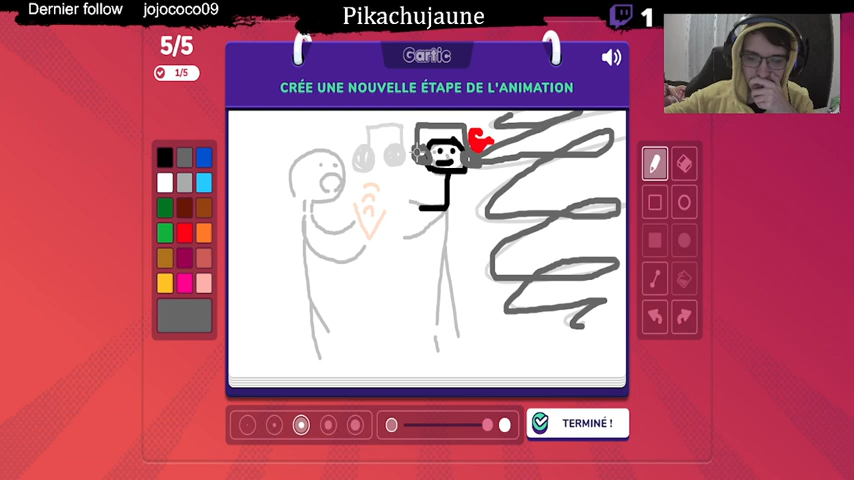 Dernier follow
jojococo09
Pikachujaune
1
5/5
1/5
Gartic
CRÉE UNE NOUVELLE ÉTAPE DE L'ANIMATION
TERMINÉ !